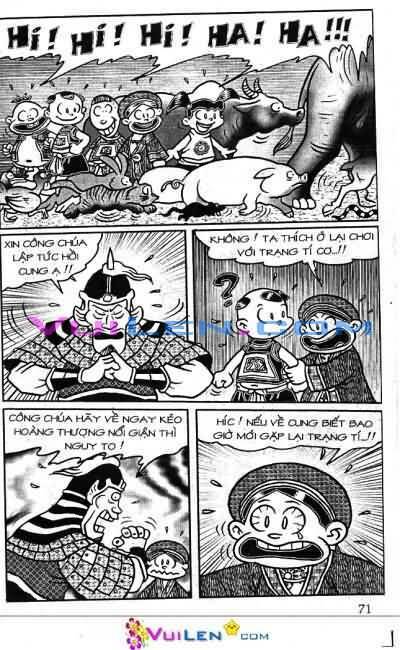 HÍ! HÍ! HÍ! HA! HA!!!
XIN CÔNG CHÚA
LẬP TỨC HỒI
CUNG Ạ !!
KHÔNG ! TA THÍCH Ở LẠI CHƠI
VỚI TRẠNG TÍ CƠ...!!
?
VUILEN.COM
CÔNG CHÚA HÃY VỀ NGAY KẺO
HOÀNG THƯỢNG NỔI GIẬN THÌ
NGUY TO !
HÍC ! NẾU VỀ CUNG BIẾT BAO
GIỜ MỚI GẶP LẠI TRẠNG TÍ...!!
71
VUILEN.COM